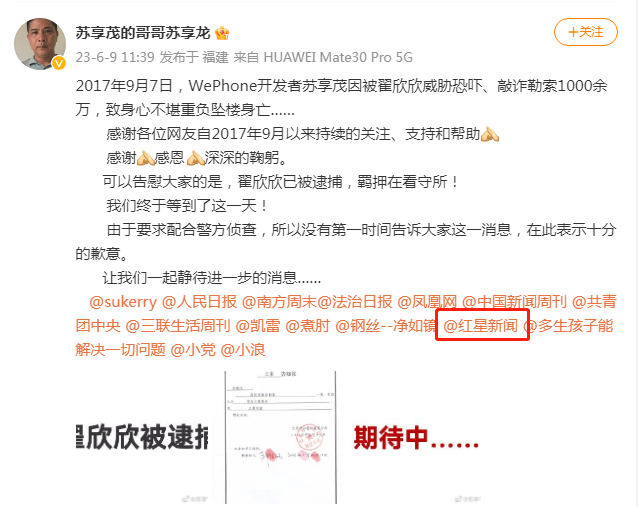 苏享茂的哥哥苏享龙
+关注
23-6-9 11:39 发布于 福建 来自 HUAWEI Mate30 Pro 5G
2017年9月7日，WePhone开发者苏享茂因被翟欣欣威胁恐吓、敲诈勒索1000余
万，致身心不堪重负坠楼身亡......
感谢各位网友自2017年9月以来持续的关注、支持和帮助🙏
感谢🙏感恩🙏深深的鞠躬。
可以告慰大家的是，翟欣欣已被逮捕，羁押在看守所！
我们终于等到了这一天！
由于要求配合警方侦查，所以没有第一时间告诉大家这一消息，在此表示十分
的歉意。
让我们一起静待进一步的消息......
@sukerry @人民日报 @南方周末@法治日报 @凤凰网 @中国新闻周刊 @共青
团中央 @三联生活周刊 @凯雷 @煮肘 @钢丝--净如镜 @红星新闻 @多生孩子能
解决一切问题 @小党 @小浪
翟欣欣被逮捕
期待中......